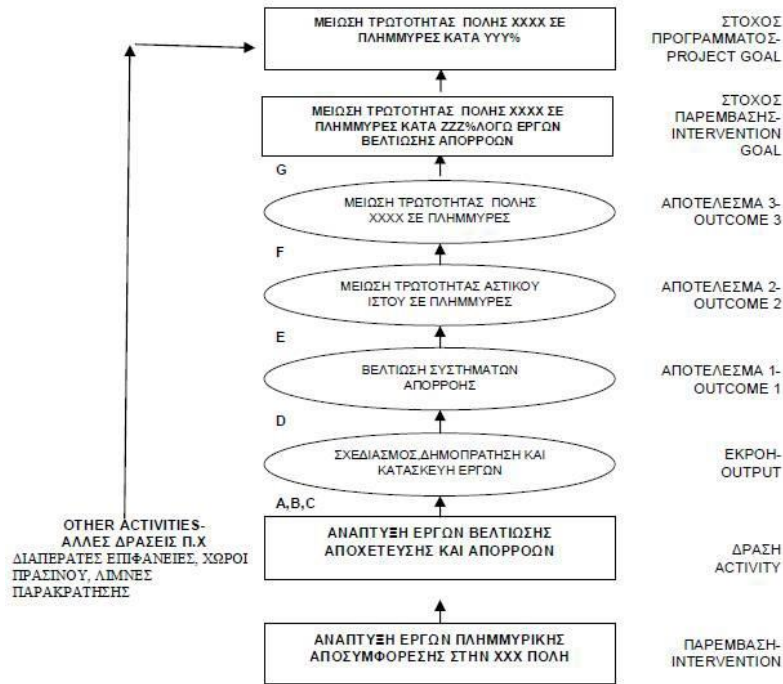 ΜΕΙΩΣΗ ΤΡΩΤΟΤΗΤΑΣ ΠΟΛΗΣ ΧΧΧΧ ΣΕ
ΠΛΗΜΜΥΡΕΣ ΚΑΤΑ ΥΥΥ%
ΣΤΟΧΟΣ
ΠΡΟΓΡΑΜΜΑΤΟΣ-
PROJECT GOAL
ΜΕΙΩΣΗ ΤΡΩΤΟΤΗΤΑΣ ΠΟΛΗΣ ΧΧΧΧ ΣΕ
ΠΛΗΜΜΥΡΕΣ ΚΑΤΑ ΖΖΖ%ΛΟΓΩ ΕΡΓΩΝ
ΒΕΛΤΙΩΣΗΣ ΑΠΟΡΡΟΩΝ
ΣΤΟΧΟΣ
ΠΑΡΕΜΒΑΣΗΣ-
INTERVENTION
GOAL
G
ΜΕΙΩΣΗ ΤΡΩΤΟΤΗΤΑΣ ΠΟΛΗΣ
ΧΧΧΧ ΣΕ ΠΛΗΜΜΥΡΕΣ
ΑΠΟΤΕΛΕΣΜΑ 3-
OUTCOME 3
F
ΜΕΙΩΣΗ ΤΡΩΤΟΤΗΤΑΣ ΑΣΤΙΚΟΥ
ΙΣΤΟΥ ΣΕ ΠΛΗΜΜΥΡΕΣ
ΑΠΟΤΕΛΕΣΜΑ 2-
OUTCOME 2
E
ΒΕΛΤΙΩΣΗ ΣΥΣΤΗΜΑΤΩΝ
ΑΠΟΡΡΟΗΣ
ΑΠΟΤΕΛΕΣΜΑ 1-
OUTCOME 1
D
ΣΧΕΔΙΑΣΜΟΣ,ΔΗΜΟΠΡΑΤΗΣΗ ΚΑΙ
ΚΑΤΑΣΚΕΥΗ ΕΡΓΩΝ
ΕΚΡΟΗ-
OUTPUT
A,B,C
OTHER ACTIVITIES-
ΑΛΛΕΣ ΔΡΑΣΕΙΣ Π.Χ
ΔΙΑΠΕΡΑΤΕΣ ΕΠΙΦΑΝΕΙΕΣ, ΧΩΡΟΙ
ΠΡΑΣΙΝΟΥ, ΛΙΜΝΕΣ
ΠΑΡΑΚΡΑΤΗΣΗΣ
ΑΝΑΠΤΥΞΗ ΕΡΓΩΝ ΒΕΛΤΙΩΣΗΣ
ΑΠΟΧΕΤΕΥΣΗΣ ΚΑΙ ΑΠΟΡΡΟΩΝ
ΔΡΑΣΗ
ACTIVITY
ΑΝΑΠΤΥΞΗ ΕΡΓΩΝ ΠΛΗΜΜΥΡΙΚΗΣ
ΑΠΟΣΥΜΦΟΡΕΣΗΣ ΣΤΗΝ ΧΧΧ ΠΟΛΗ
ΠΑΡΕΜΒΑΣΗ-
INTERVENTION